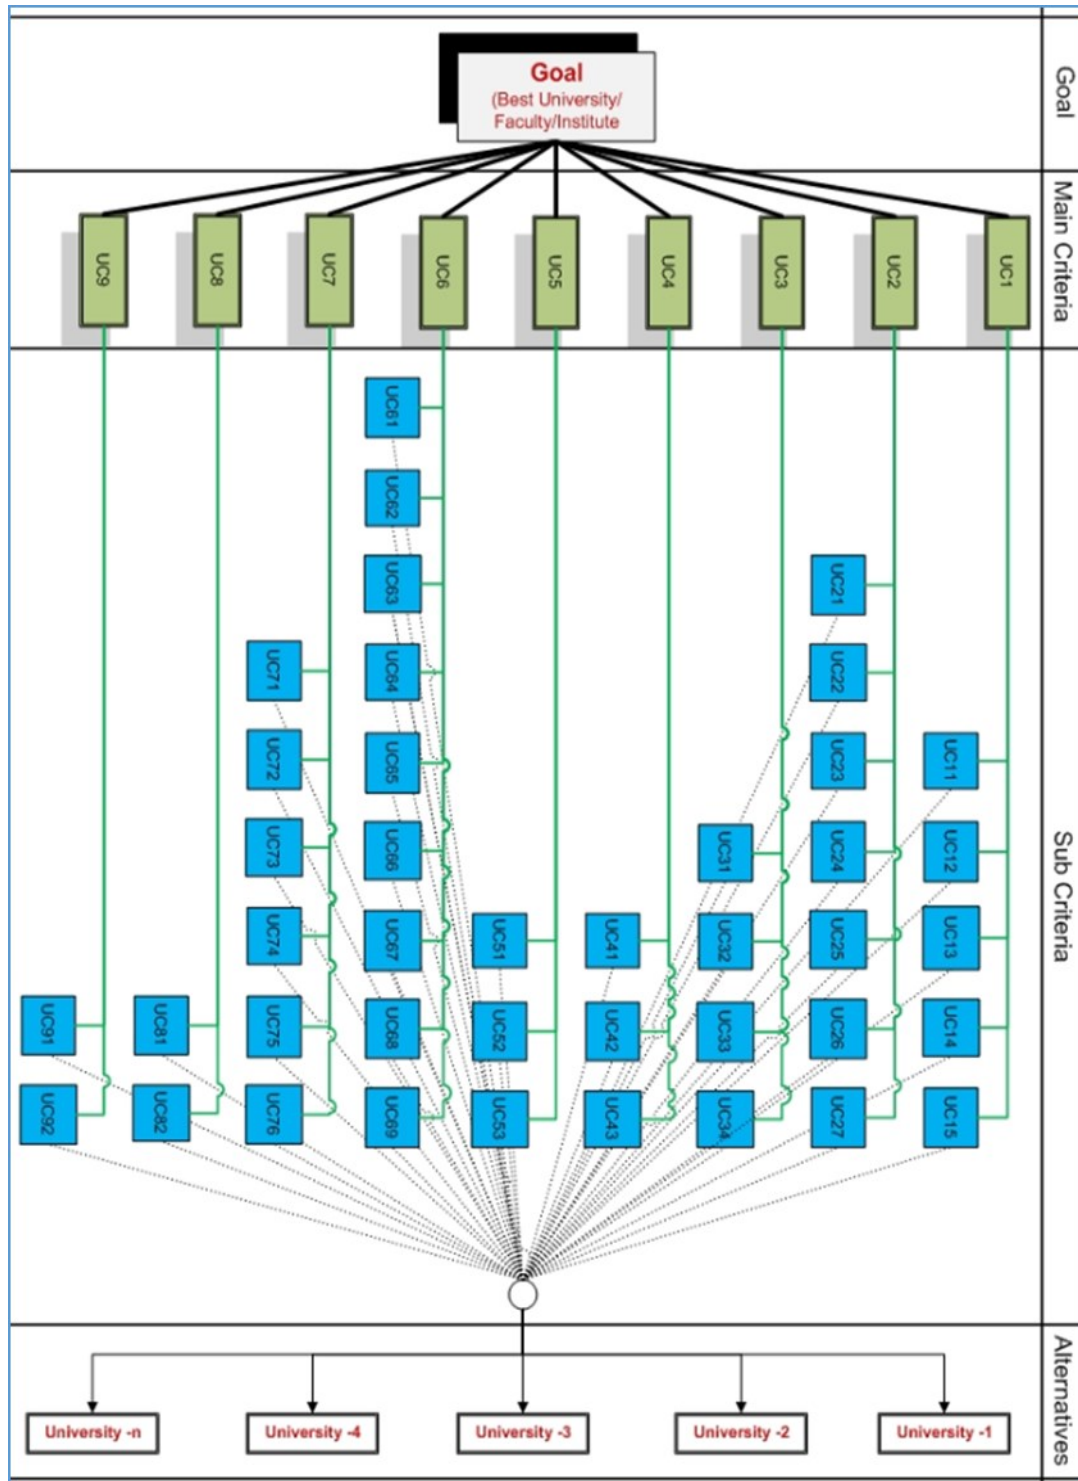 Goal
Goal
(Best University/
Faculty/Institute
Main Criteria
UC9
UC8
UC7
UC6
UC5
UC4
UC3
UC2
UC1
Sub Criteria
UC61
UC62
UC63
UC64
UC65
UC66
UC67
UC68
UC69
UC71
UC72
UC73
UC74
UC75
UC76
UC91
UC92
UC81
UC82
UC51
UC52
UC53
UC41
UC42
UC43
UC31
UC32
UC33
UC34
UC21
UC22
UC23
UC24
UC25
UC26
UC27
UC11
UC12
UC13
UC14
UC15
Alternatives
University -n
University -4
University -3
University -2
University -1